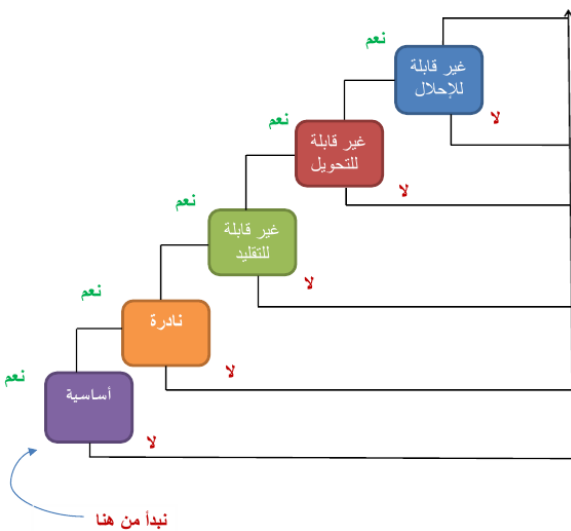 نعم
غير قابلة
للإحلال
لا
نعم
غير قابلة
للتحويل
لا
نعم
غير قابلة
للتقليد
لا
نعم
نادرة
لا
نعم
أساسية
لا
نبدأ من هنا